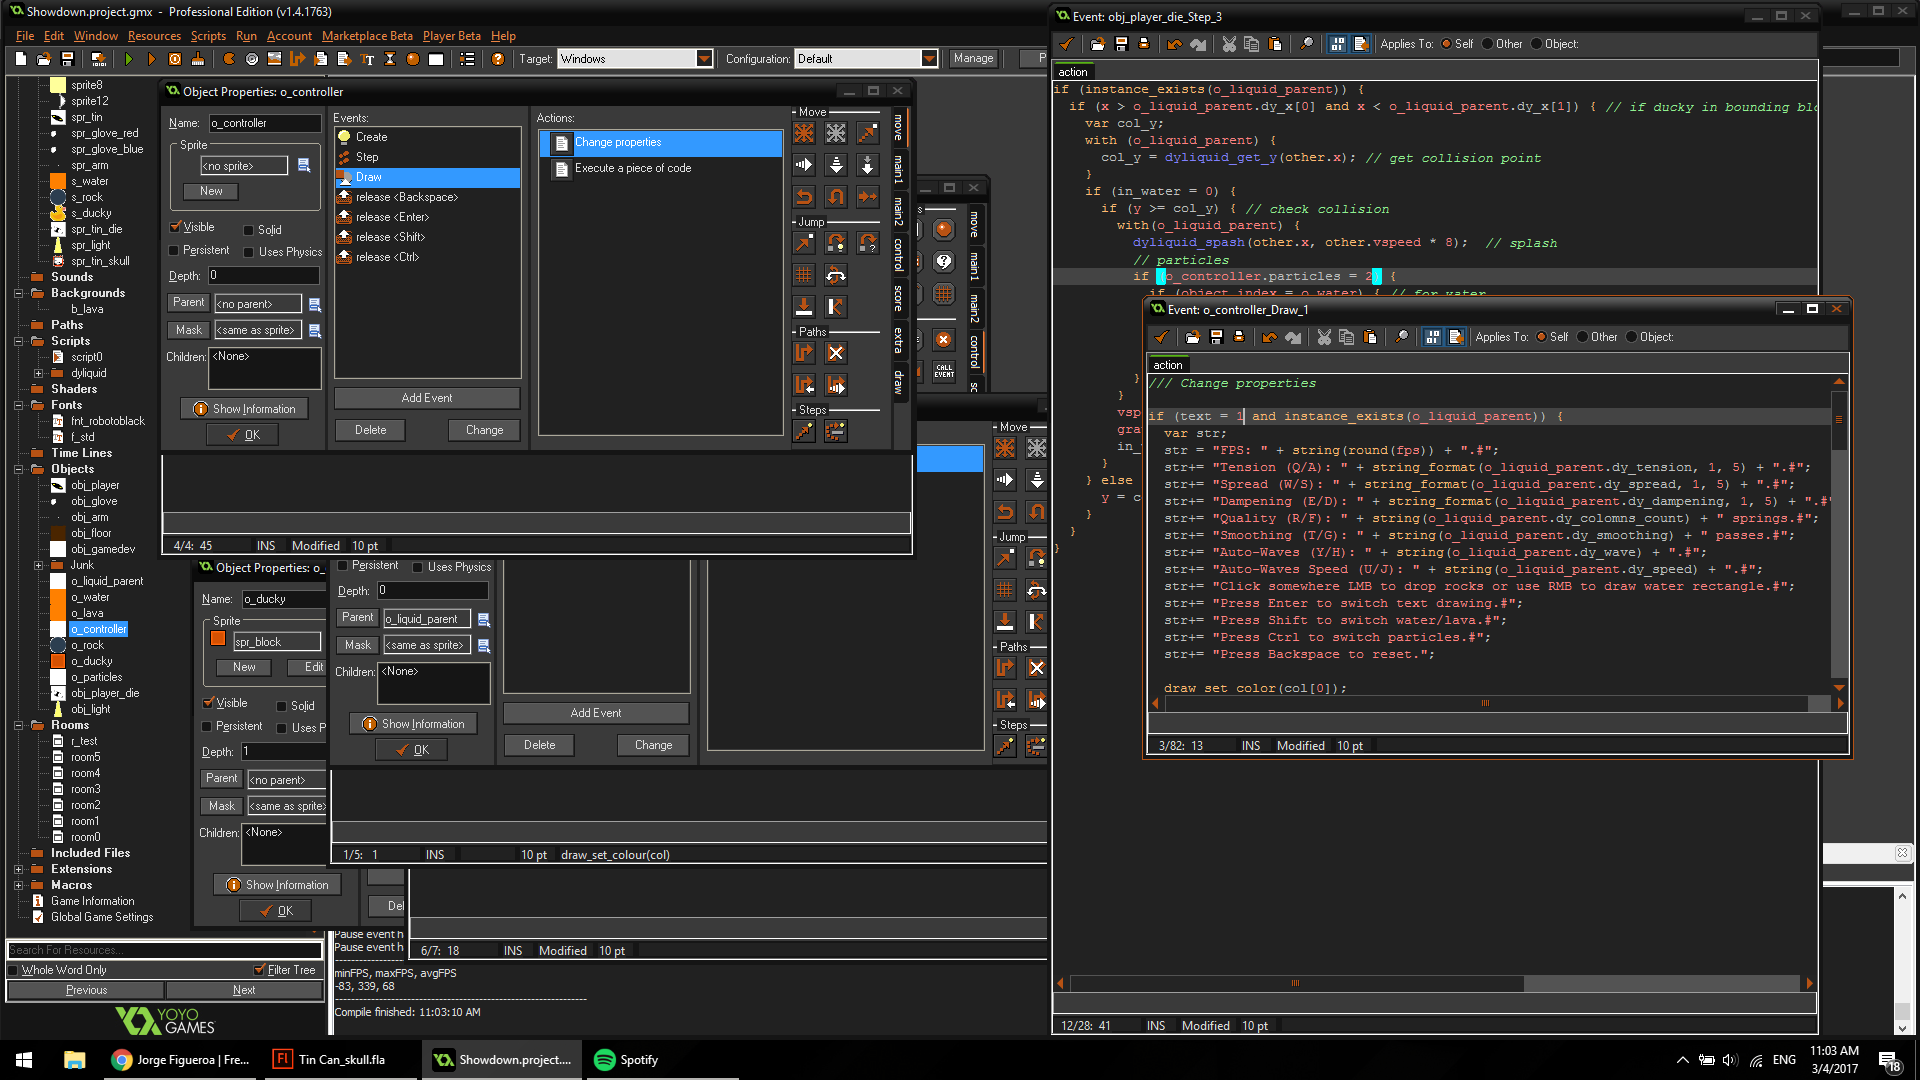 Showdown.project.gmx  -  Professional Edition (v1.4.1763)
File Edit Window Resources Scripts Run Account Marketplace Beta Player Beta Help
Target: Windows Configuration: Default Manage
sprite8
sprite12
spr_tin
spr_glove_red
spr_glove_blue
spr_arm
s_water
s_rock
s_ducky
spr_tin_die
spr_light
spr_tin_skull
Sounds
Backgrounds
b_lava
Paths
Scripts
script0
dyliquid
Shaders
Fonts
fnt_robotoblack
f_std
Time Lines
Objects
obj_player
obj_glove
obj_arm
obj_floor
obj_gamedev
Junk
o_liquid_parent
o_water
o_lava
o_controller
o_rock
o_ducky
o_particles
obj_player_die
obj_light
Rooms
r_test
room5
room4
room3
room2
room1
room0
Included Files
Extensions
Macros
Game Information
Global Game Settings
Search For Resources...
Whole Word Only Filter Tree
Previous Next
YOYO GAMES
Object Properties: o_controller
Name: o_controller
Sprite
<no sprite>
New
Visible Solid
Persistent Uses Physics
Depth: 0
Parent <no parent>
Mask <same as sprite>
Children: <None>
Show Information
OK
Events:
Create
Step
Draw
release <Backspace>
release <Enter>
release <Shift>
release <Ctrl>
Add Event
Delete Change
Actions:
Change properties
Execute a piece of code
Move
Jump
Paths
Steps
move
main1
main2
control
score
extra
draw
4/4: 45 INS Modified 10 pt
move
main1
main2
control
CALL EVENT
Object Properties: o_
Name: o_ducky
Sprite
spr_block
New Edit
Visible Solid
Persistent Uses P
Depth: 1
Parent <no parent>
Mask <same as sprite>
Children: <None>
Show Information
OK
Persistent Uses Physics
Depth: 0
Parent o_liquid_parent
Mask <same as sprite>
Children: <None>
Show Information
OK
Add Event
Delete Change
Move
Jump
Paths
Steps
1/5: 1 INS 10 pt draw_set_colour(col)
6/7: 18 INS Modified 10 pt
Pause event h
Pause event h
minFPS, maxFPS, avgFPS
-83, 339, 68
Compile finished: 11:03:10 AM
Event: obj_player_die_Step_3
Applies To: Self Other Object:
action
if (instance_exists(o_liquid_parent)) {
if (x > o_liquid_parent.dy_x[0] and x < o_liquid_parent.dy_x[1]) { // if ducky in bounding blo
var col_y;
with (o_liquid_parent) {
col_y = dyliquid_get_y(other.x); // get collision point
}
if (in_water = 0) {
if (y >= col_y) { // check collision
with(o_liquid_parent) {
dyliquid_spash(other.x, other.vspeed * 8);  // splash
// particles
if (o_controller.particles = 2) {
if (object_index = o_water) { // for water
}
}
vsp
gra
in_
}
} else
y = c
}
}
}
12/28: 41 INS Modified 10 pt
Event: o_controller_Draw_1
Applies To: Self Other Object:
action
/// Change properties
if (text = 1 and instance_exists(o_liquid_parent)) {
var str;
str = "FPS: " + string(round(fps)) + ".#";
str+= "Tension (Q/A): " + string_format(o_liquid_parent.dy_tension, 1, 5) + ".#";
str+= "Spread (W/S): " + string_format(o_liquid_parent.dy_spread, 1, 5) + ".#";
str+= "Dampening (E/D): " + string_format(o_liquid_parent.dy_dampening, 1, 5) + ".#"
str+= "Quality (R/F): " + string(o_liquid_parent.dy_colomns_count) + " springs.#";
str+= "Smoothing (T/G): " + string(o_liquid_parent.dy_smoothing) + " passes.#";
str+= "Auto-Waves (Y/H): " + string(o_liquid_parent.dy_wave) + ".#";
str+= "Auto-Waves Speed (U/J): " + string(o_liquid_parent.dy_speed) + ".#";
str+= "Click somewhere LMB to drop rocks or use RMB to draw water rectangle.#";
str+= "Press Enter to switch text drawing.#";
str+= "Press Shift to switch water/lava.#";
str+= "Press Ctrl to switch particles.#";
str+= "Press Backspace to reset.";
draw_set_color(col[0]);
3/82: 13 INS Modified 10 pt
Jorge Figueroa | Fre... Tin Can_skull.fla Showdown.project.... Spotify
ENG 11:03 AM
3/4/2017
18